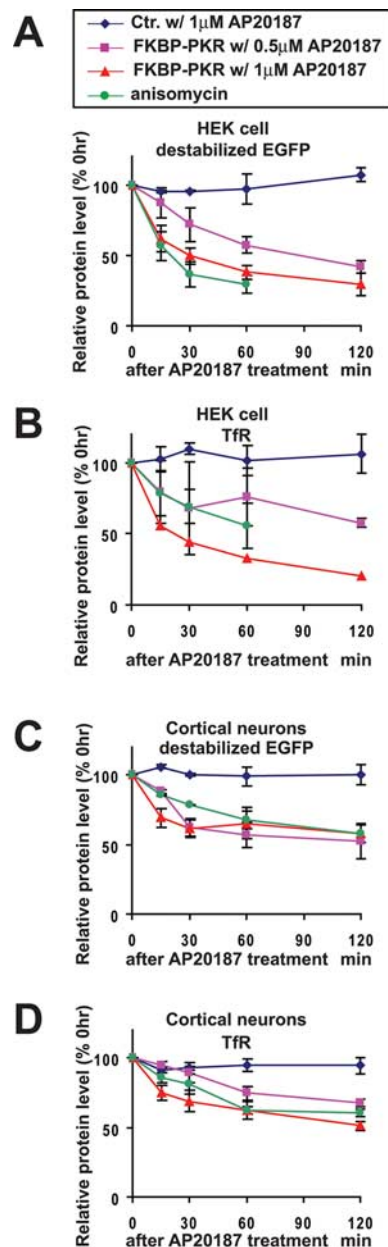 A
Ctr. w/ 1µM AP20187
FKBP-PKR w/ 0.5µM AP20187
FKBP-PKR w/ 1µM AP20187
anisomycin
HEK cell
destabilized EGFP
Relative protein level (% 0hr)
100
50
0
0 30 60 90 120
after AP20187 treatment min
B
HEK cell
TfR
Relative protein level (% 0hr)
100
50
0
0 30 60 90 120
after AP20187 treatment min
C
Cortical neurons
destabilized EGFP
Relative protein level (% 0hr)
100
50
0
0 30 60 90 120
after AP20187 treatment min
D
Cortical neurons
TfR
Relative protein level (% 0hr)
100
50
0
0 30 60 90 120
after AP20187 treatment min